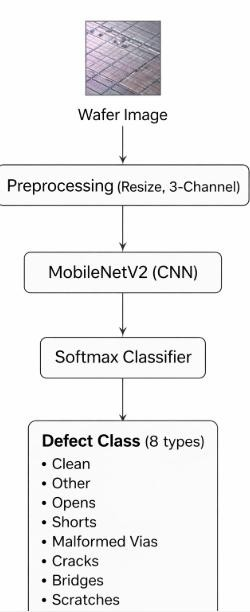 Wafer Image
Preprocessing (Resize, 3-Channel)
MobileNetV2 (CNN)
Softmax Classifier
Defect Class (8 types)
• Clean
• Other
• Opens
• Shorts
• Malformed Vias
• Cracks
• Bridges
• Scratches